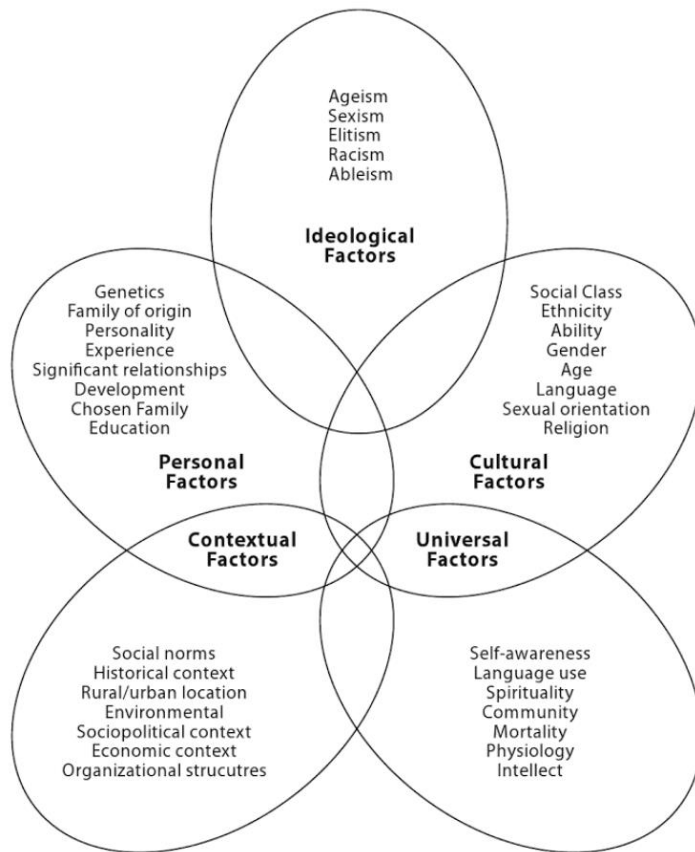 Ageism
Sexism
Elitism
Racism
Ableism
Ideological
Factors
Genetics
Family of origin
Personality
Experience
Significant relationships
Development
Chosen Family
Education
Personal
Factors
Social Class
Ethnicity
Ability
Gender
Age
Language
Sexual orientation
Religion
Cultural
Factors
Contextual
Factors
Social norms
Historical context
Rural/urban location
Environmental
Sociopolitical context
Economic context
Organizational strucutres
Universal
Factors
Self-awareness
Language use
Spirituality
Community
Mortality
Physiology
Intellect